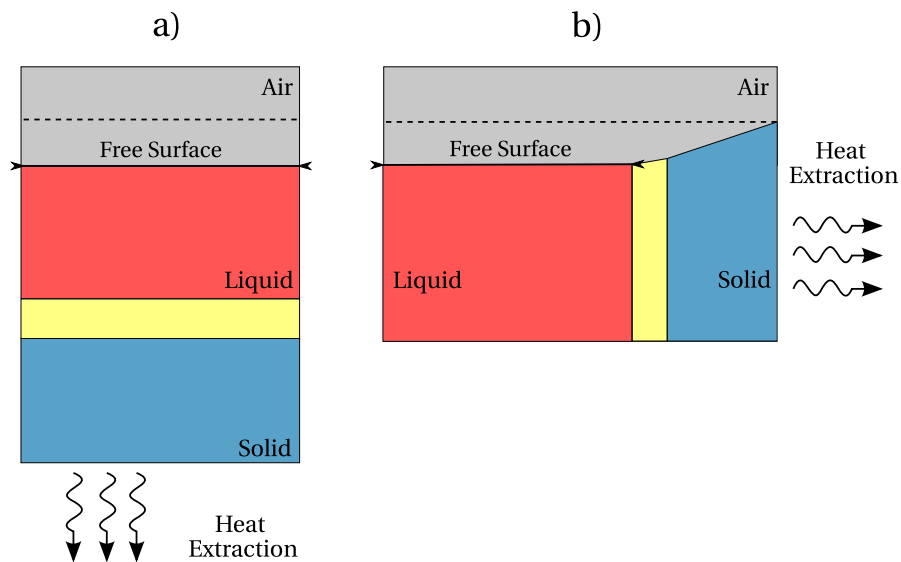 a)
Air
Free Surface
Liquid
Solid
Heat
Extraction
b)
Air
Free Surface
Liquid
Solid
Heat
Extraction